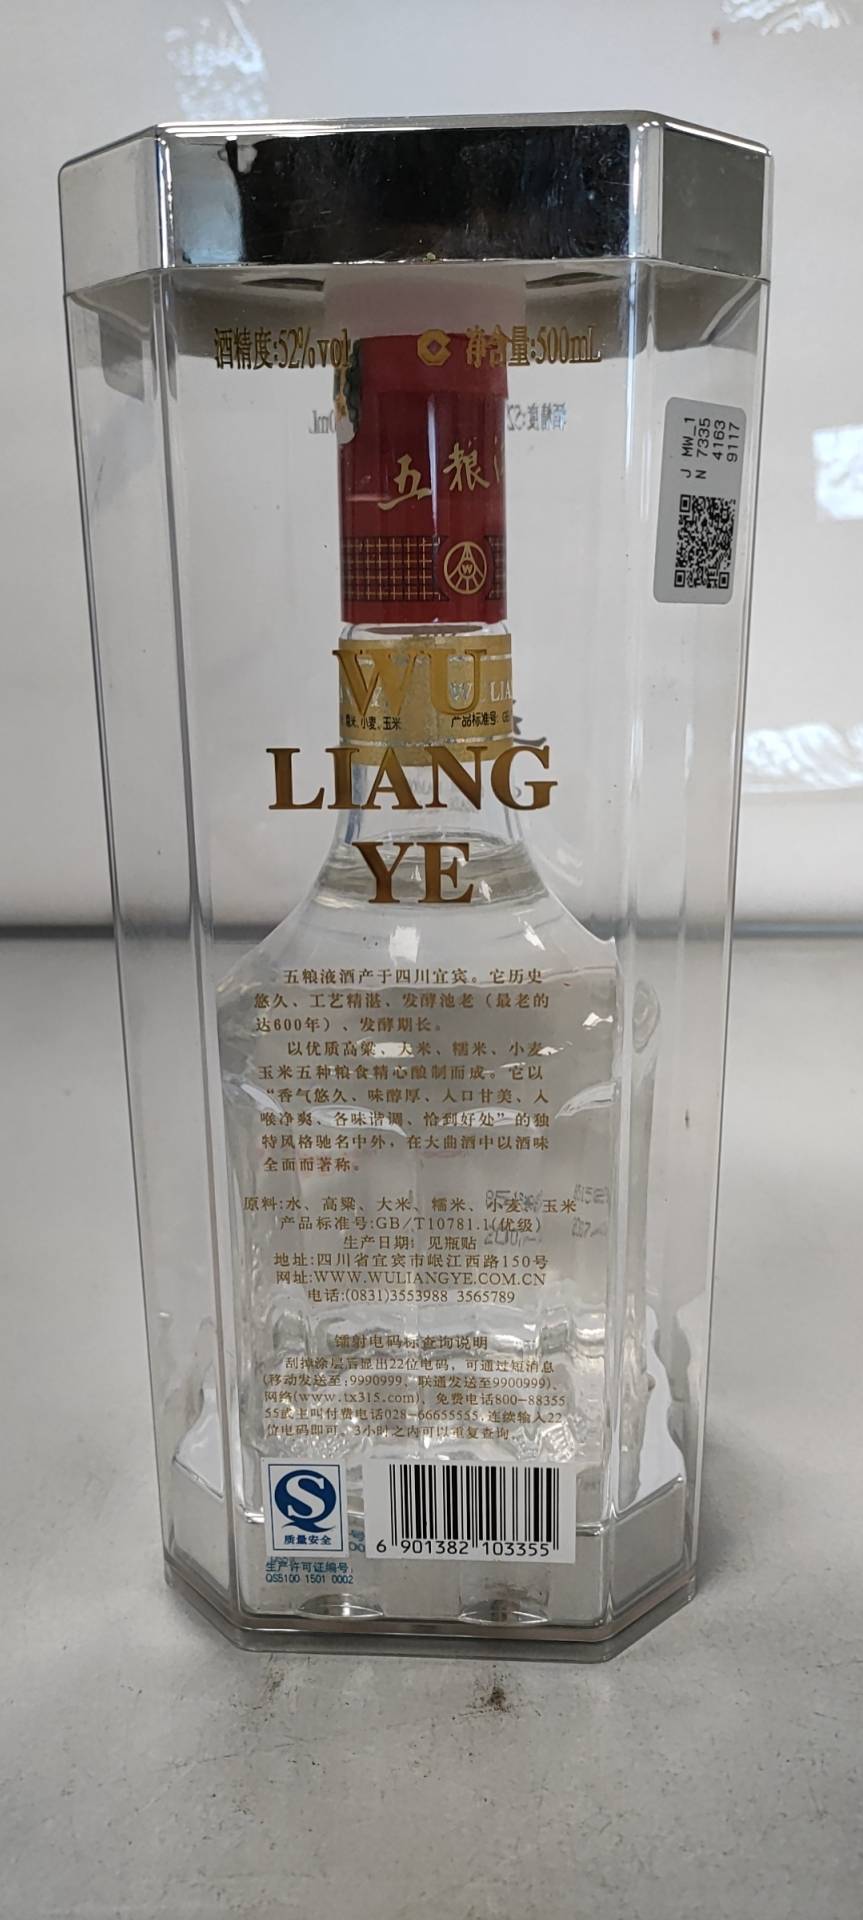 酒精度:52%vol 净含量:500mL
J MW_1
N 7335
4163
9117
五粮
W
WU
LIANG
YE
糯米、小麦、玉米
产品标准号:
五粮液酒产于四川宜宾。它历史
悠久、工艺精湛、发酵池老（最老的
达600年）、发酵期长。
以优质高粱、大米、糯米、小麦、
玉米五种粮食精心酿制而成。它以
“香气悠久、味醇厚、入口甘美、入
喉净爽、各味谐调、恰到好处”的独
特风格驰名中外，在大曲酒中以酒味
全面而著称。
原料:水、高粱、大米、糯米、小麦、玉米
产品标准号:GB/T10781.1(优级)
生产日期: 见瓶贴
地址:四川省宜宾市岷江西路150号
网址:WWW.WULIANGYE.COM.CN
电话:(0831)3553988 3565789
镭射电码标查询说明
刮掉涂层后显出22位电码，可通过短消息
(移动发送至:9990999、联通发送至9900999)、
网络(www.tx315.com)、免费电话800-88355
55或主叫付费电话028-66655555,连续输入22
位电码即可。3小时之内可以重复查询。
质量安全
生产许可证编号:
QS5100 1501 0002
6 901382 103355